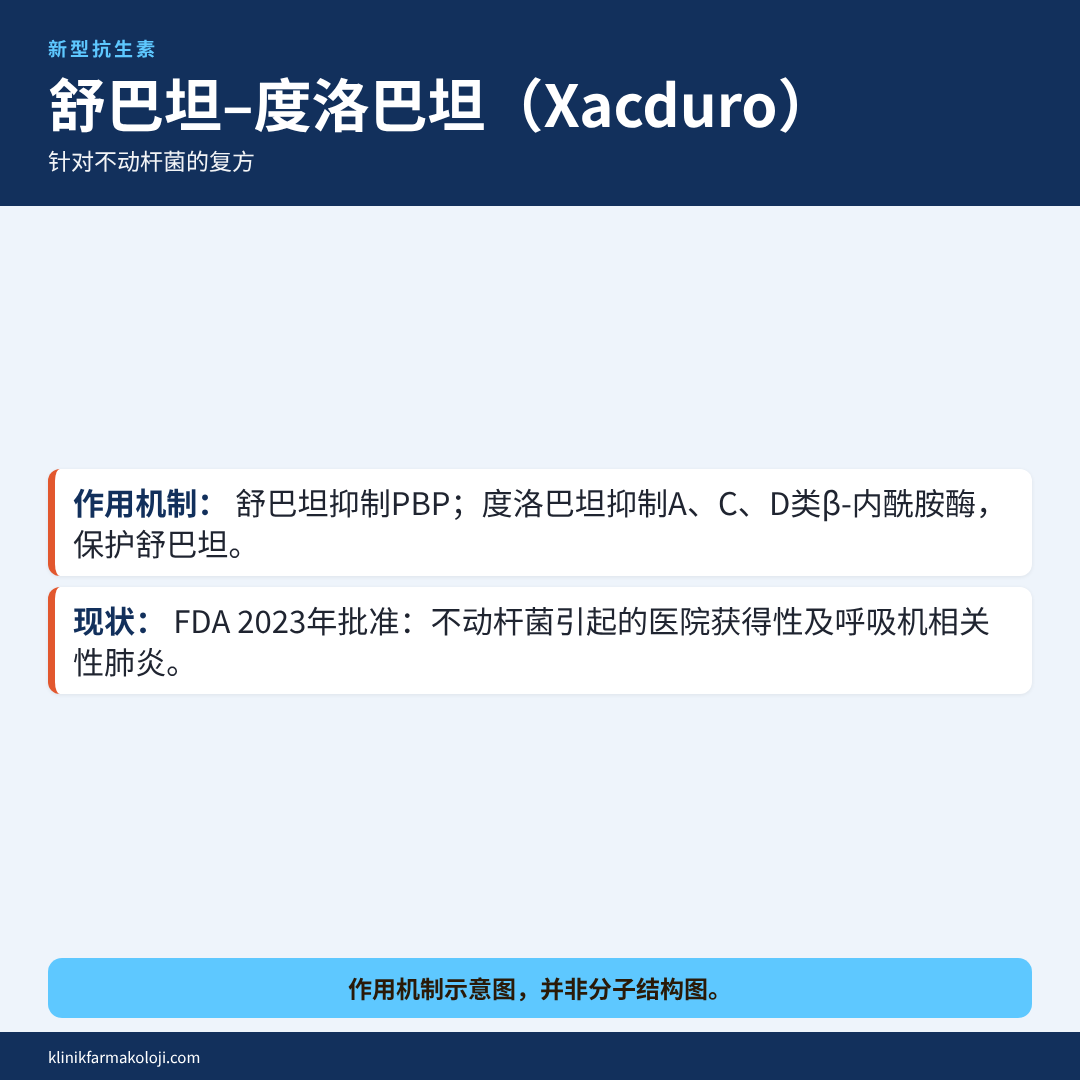 新型抗生素
舒巴坦–度洛巴坦（Xacduro）
针对不动杆菌的复方
作用机制： 舒巴坦抑制PBP；度洛巴坦抑制A、C、D类β-内酰胺酶，
保护舒巴坦。
现状： FDA 2023年批准：不动杆菌引起的医院获得性及呼吸机相关
性肺炎。
作用机制示意图，并非分子结构图。
klinikfarmakoloji.com